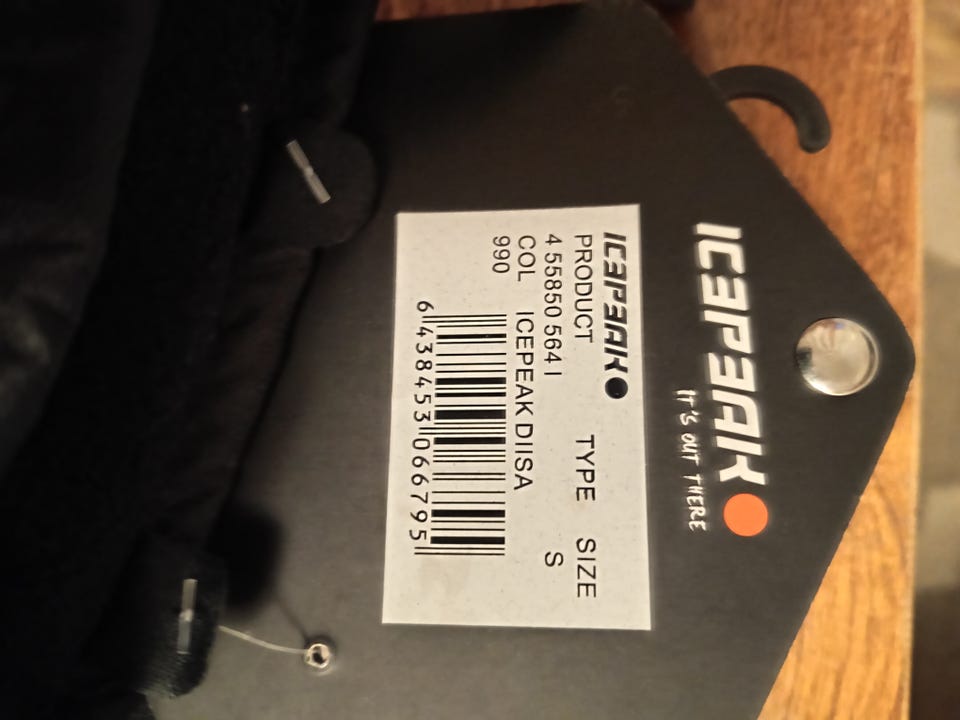 ICEPEAK
IT'S OUT THERE
ICEPEAK
PRODUCT TYPE SIZE
4 55850 564 I S
COL ICEPEAK DIISA
990
6 438453 066795